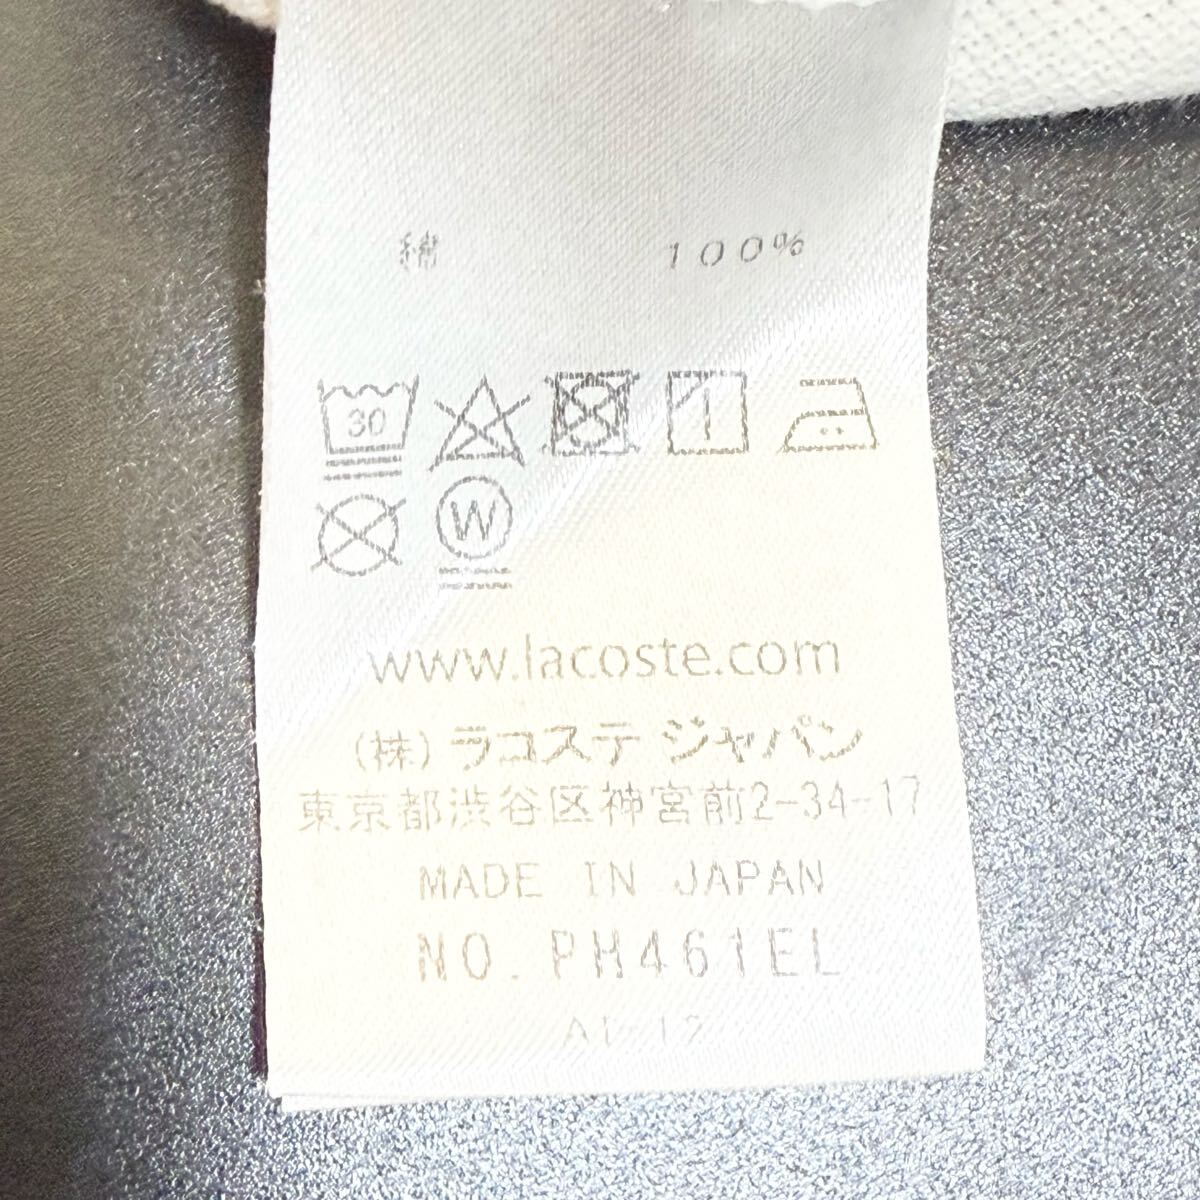 綿 100%
30
W
www.lacoste.com
(株)ラコステ ジャパン
東京都渋谷区神宮前2-34-17
MADE IN JAPAN
NO. PH461EL